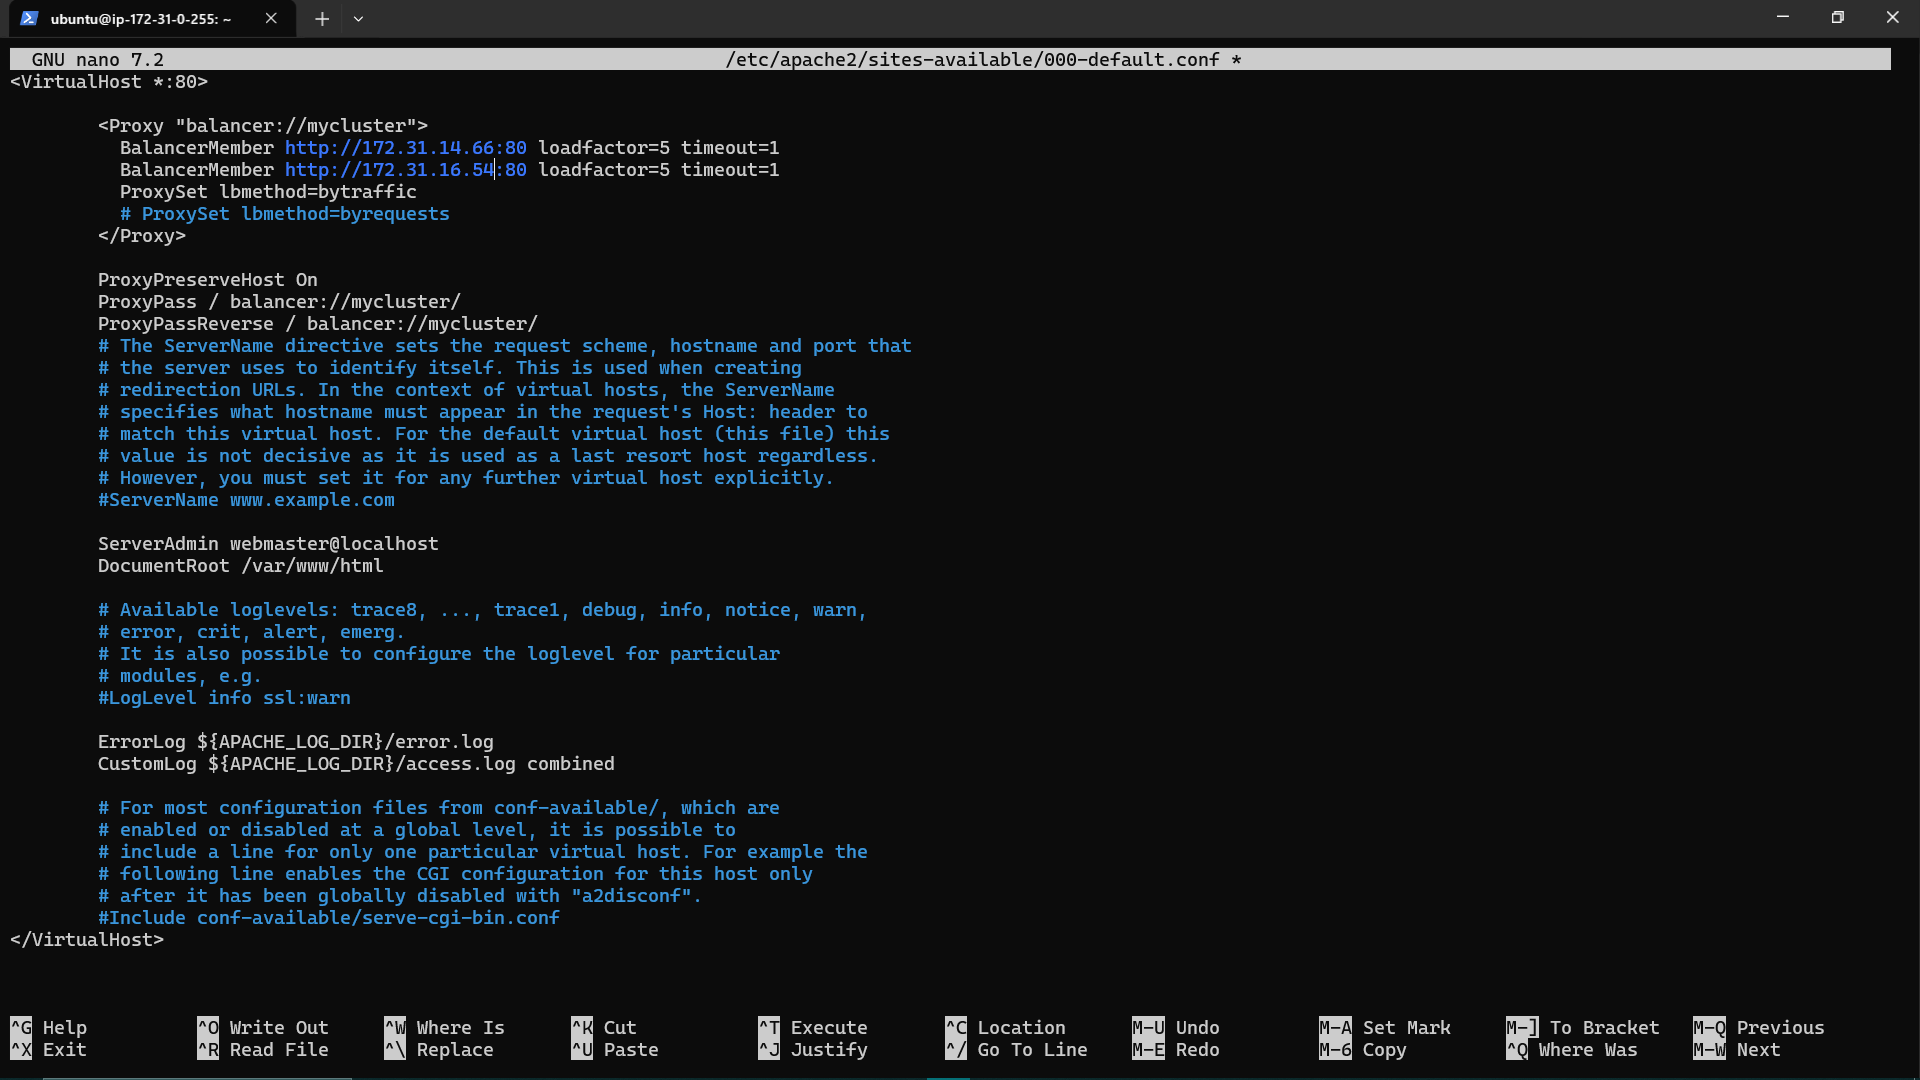 ubuntu@ip-172-31-0-255: ~
GNU nano 7.2 /etc/apache2/sites-available/000-default.conf *
<VirtualHost *:80>
<Proxy "balancer://mycluster">
BalancerMember http://172.31.14.66:80 loadfactor=5 timeout=1
BalancerMember http://172.31.16.54:80 loadfactor=5 timeout=1
ProxySet lbmethod=bytraffic
# ProxySet lbmethod=byrequests
</Proxy>
ProxyPreserveHost On
ProxyPass / balancer://mycluster/
ProxyPassReverse / balancer://mycluster/
# The ServerName directive sets the request scheme, hostname and port that
# the server uses to identify itself. This is used when creating
# redirection URLs. In the context of virtual hosts, the ServerName
# specifies what hostname must appear in the request's Host: header to
# match this virtual host. For the default virtual host (this file) this
# value is not decisive as it is used as a last resort host regardless.
# However, you must set it for any further virtual host explicitly.
#ServerName www.example.com
ServerAdmin webmaster@localhost
DocumentRoot /var/www/html
# Available loglevels: trace8, ..., trace1, debug, info, notice, warn,
# error, crit, alert, emerg.
# It is also possible to configure the loglevel for particular
# modules, e.g.
#LogLevel info ssl:warn
ErrorLog ${APACHE_LOG_DIR}/error.log
CustomLog ${APACHE_LOG_DIR}/access.log combined
# For most configuration files from conf-available/, which are
# enabled or disabled at a global level, it is possible to
# include a line for only one particular virtual host. For example the
# following line enables the CGI configuration for this host only
# after it has been globally disabled with "a2disconf".
#Include conf-available/serve-cgi-bin.conf
</VirtualHost>
^G Help ^O Write Out ^W Where Is ^K Cut ^T Execute ^C Location M-U Undo M-A Set Mark M-] To Bracket M-Q Previous
^X Exit ^R Read File ^\ Replace ^U Paste ^J Justify ^/ Go To Line M-E Redo M-6 Copy ^Q Where Was M-W Next